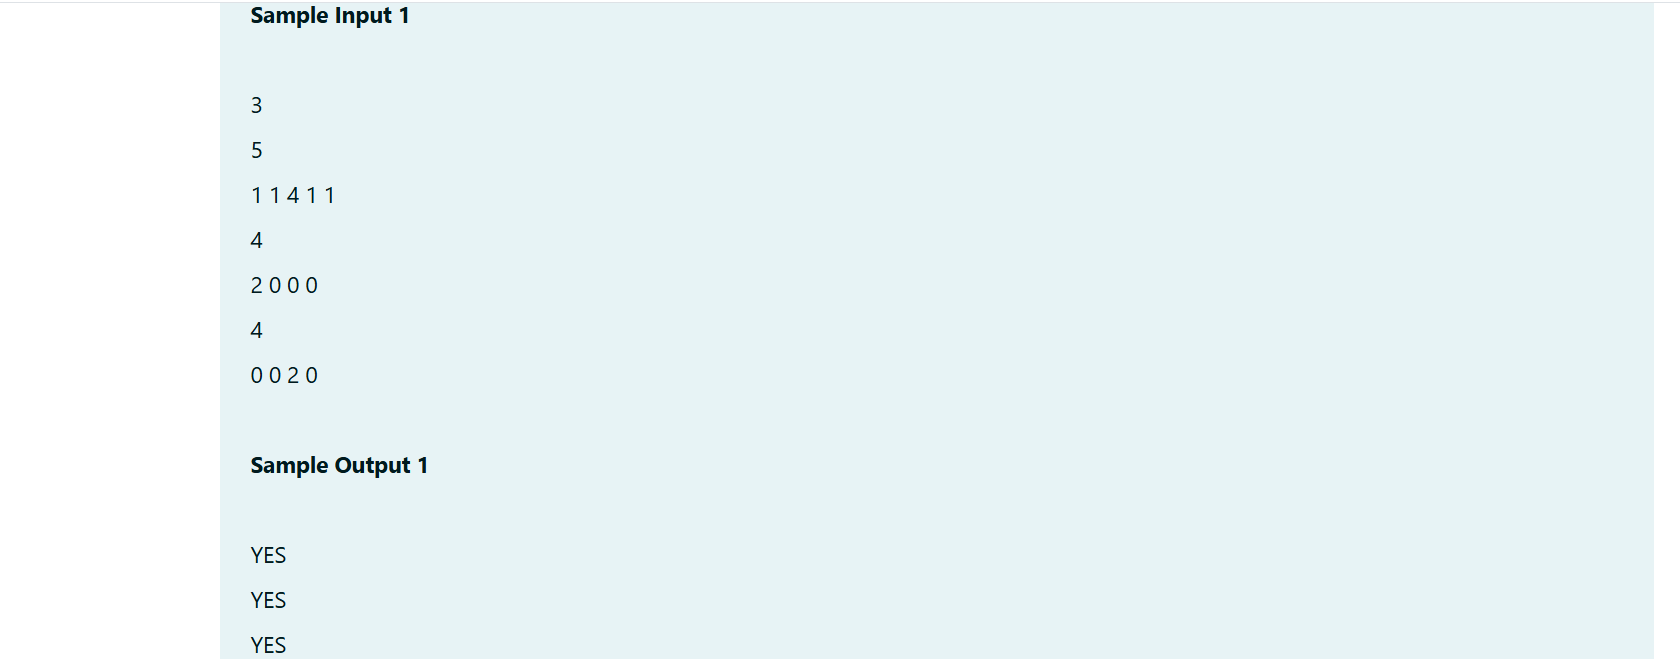 Sample Input 1
3
5
1 1 4 1 1
4
2 0 0 0
4
0 0 2 0
Sample Output 1
YES
YES
YES